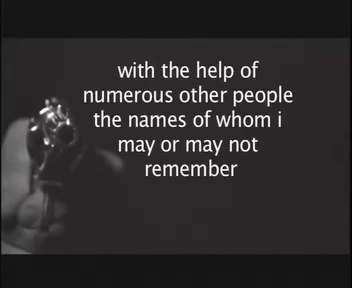 with the help of
numerous other people
the names of whom i
may or may not
remember